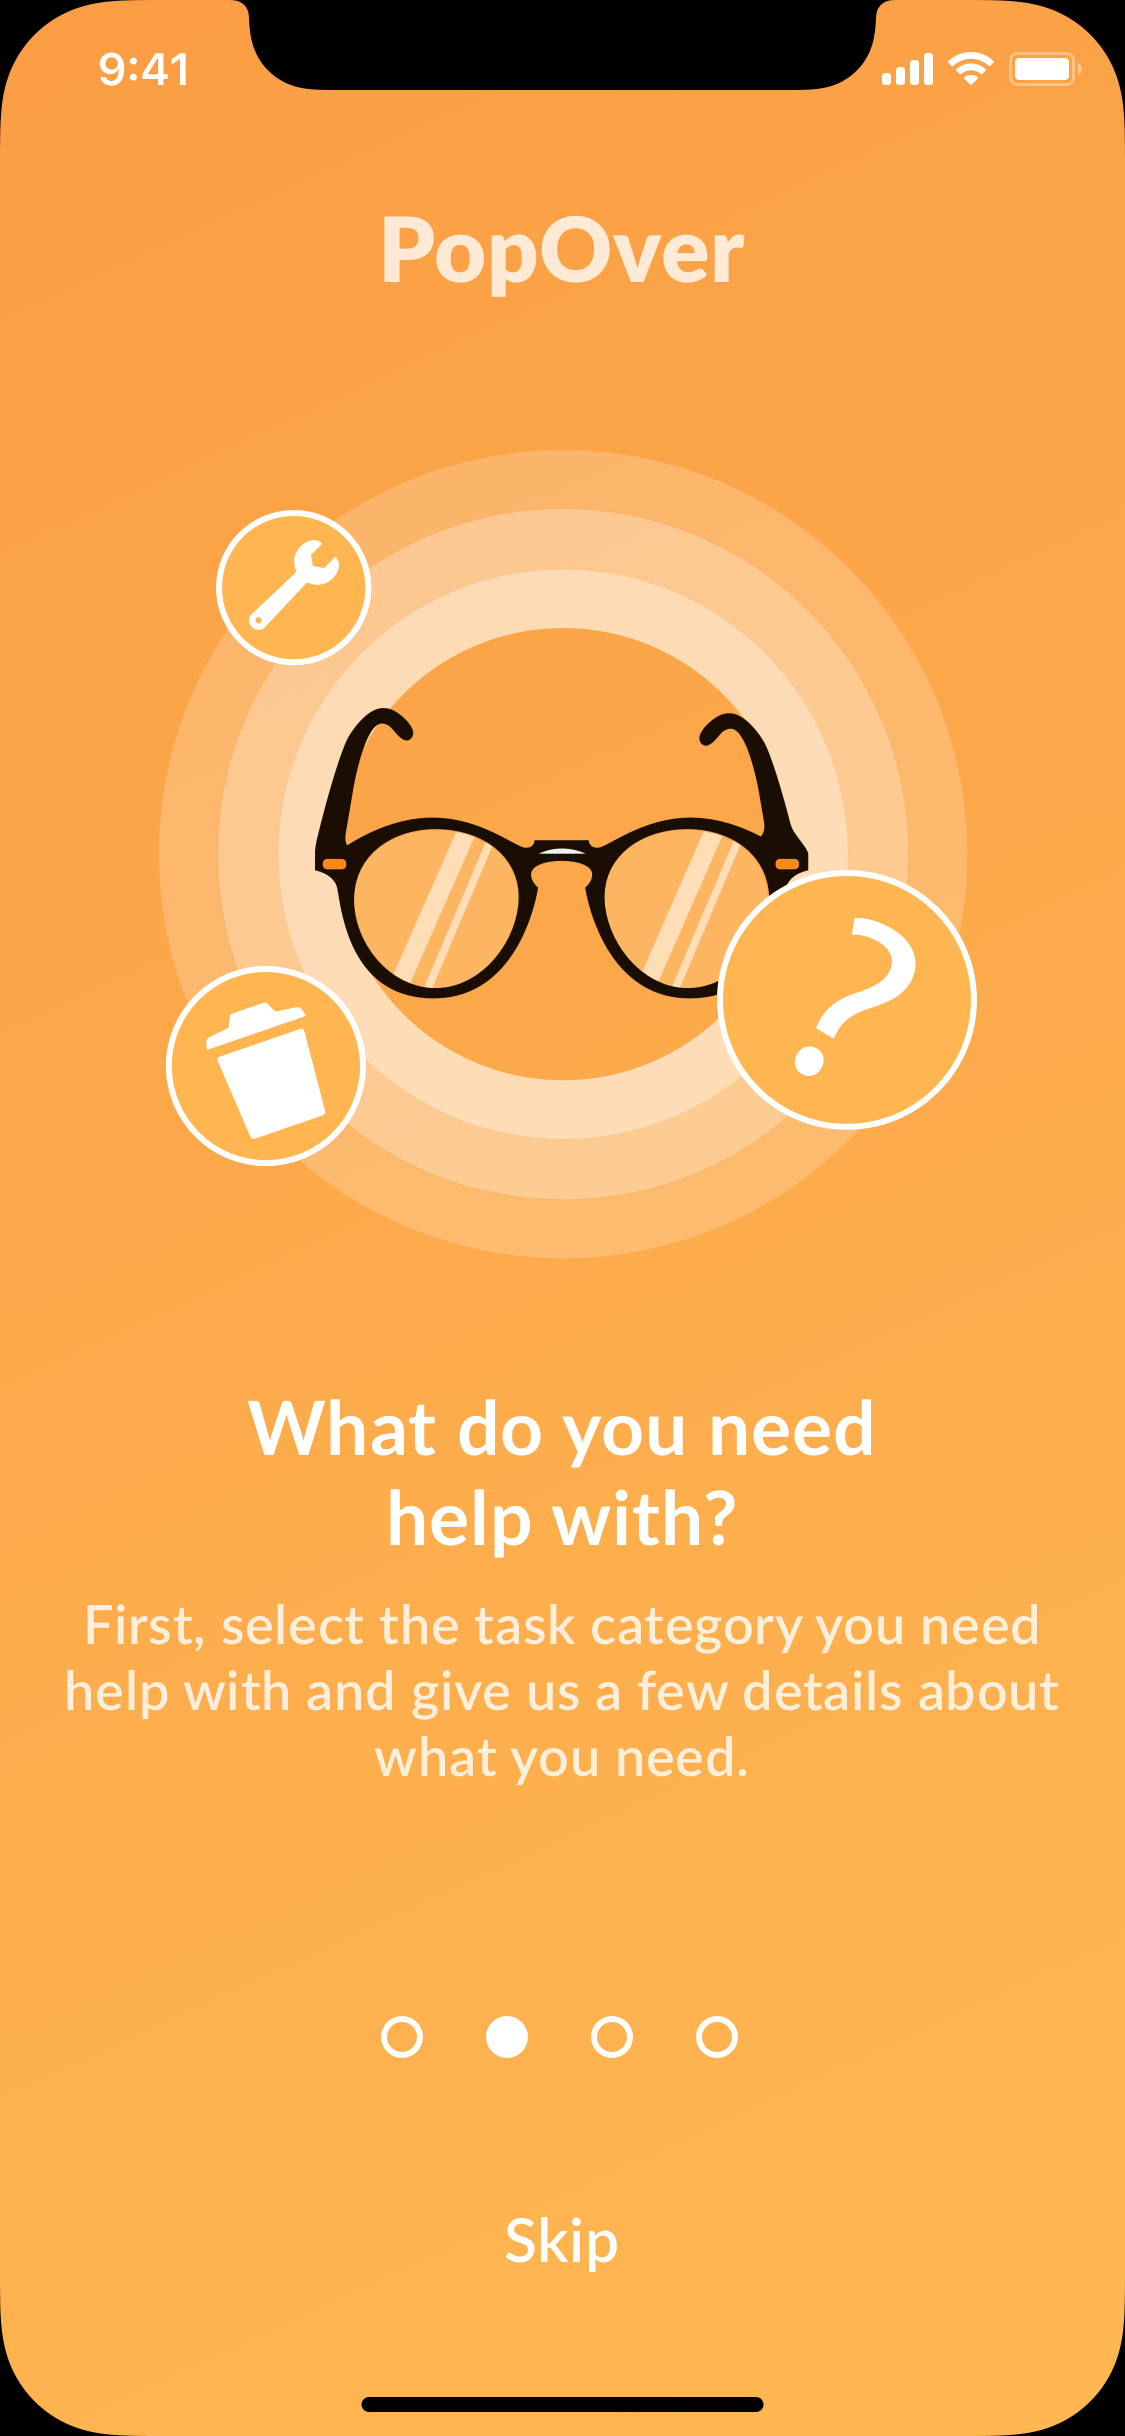 9:41
PopOver
?
What do you need
help with?
First, select the task category you need
help with and give us a few details about
what you need.
Skip